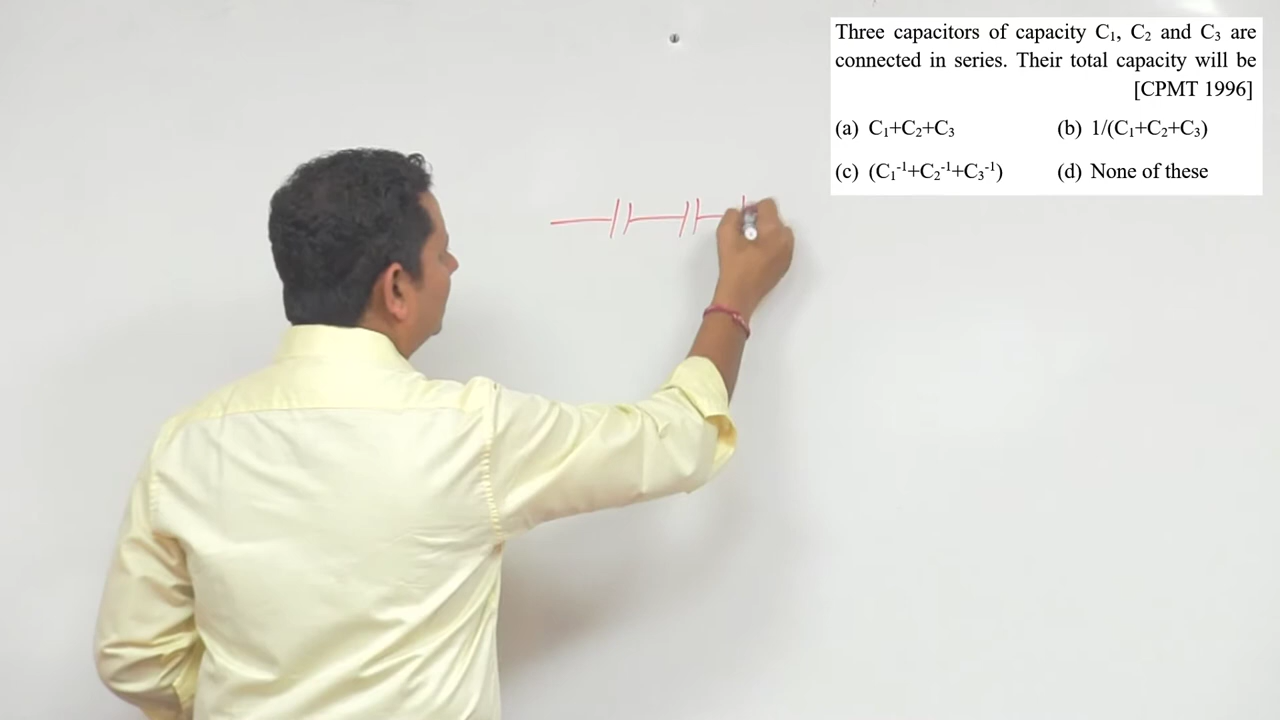 Three capacitors of capacity C₁, C₂ and C₃ are
connected in series. Their total capacity will be
[CPMT 1996]
(a) C₁+C₂+C₃ (b) 1/(C₁+C₂+C₃)
(c) (C₁⁻¹+C₂⁻¹+C₃⁻¹) (d) None of these